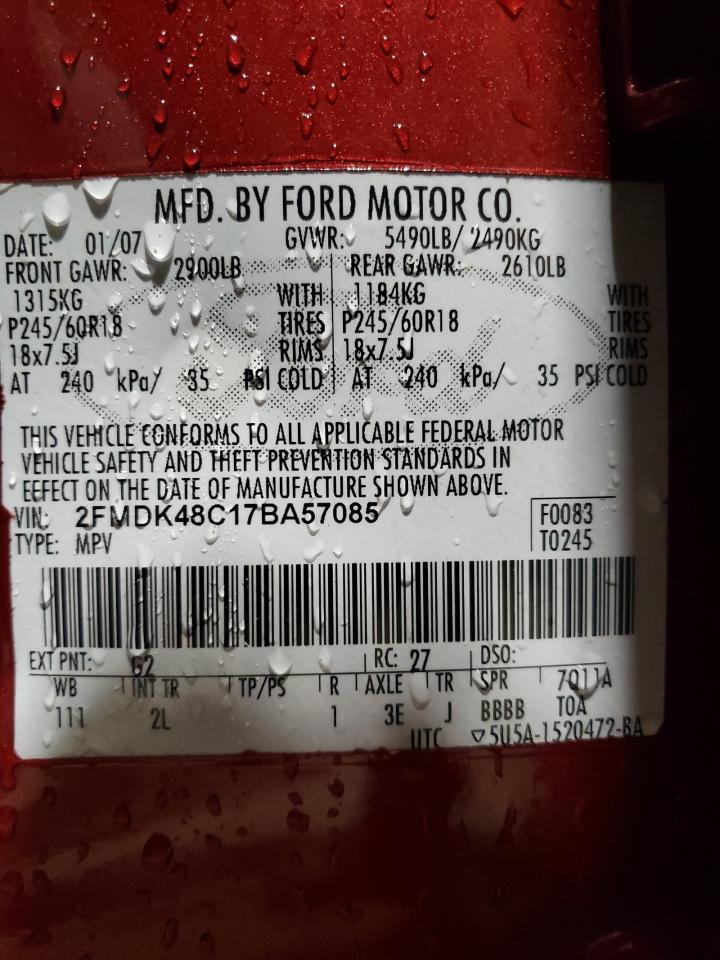 MFD. BY FORD MOTOR CO.
DATE: 01/07 GVWR: 5490LB/ 2490KG
FRONT GAWR: 2900LB REAR GAWR: 2610LB
1315KG WITH 1184KG WITH
P245/60R18 TIRES P245/60R18 TIRES
18x7.5J RIMS 18x7.5J RIMS
AT 240 kPa/ 35 PSI COLD AT 240 kPa/ 35 PSI COLD
THIS VEHICLE CONFORMS TO ALL APPLICABLE FEDERAL MOTOR
VEHICLE SAFETY AND THEFT PREVENTION STANDARDS IN
EFFECT ON THE DATE OF MANUFACTURE SHOWN ABOVE.
VIN: 2FMDK48C17BA57085 F0083
TYPE: MPV T0245
EXT PNT: G2 RC: 27 DSO:
WB INT TR TP/PS R AXLE TR SPR 7Q11A
111 2L 1 3E J BBBB TOA
UTC ▽5U5A-1520472-BA